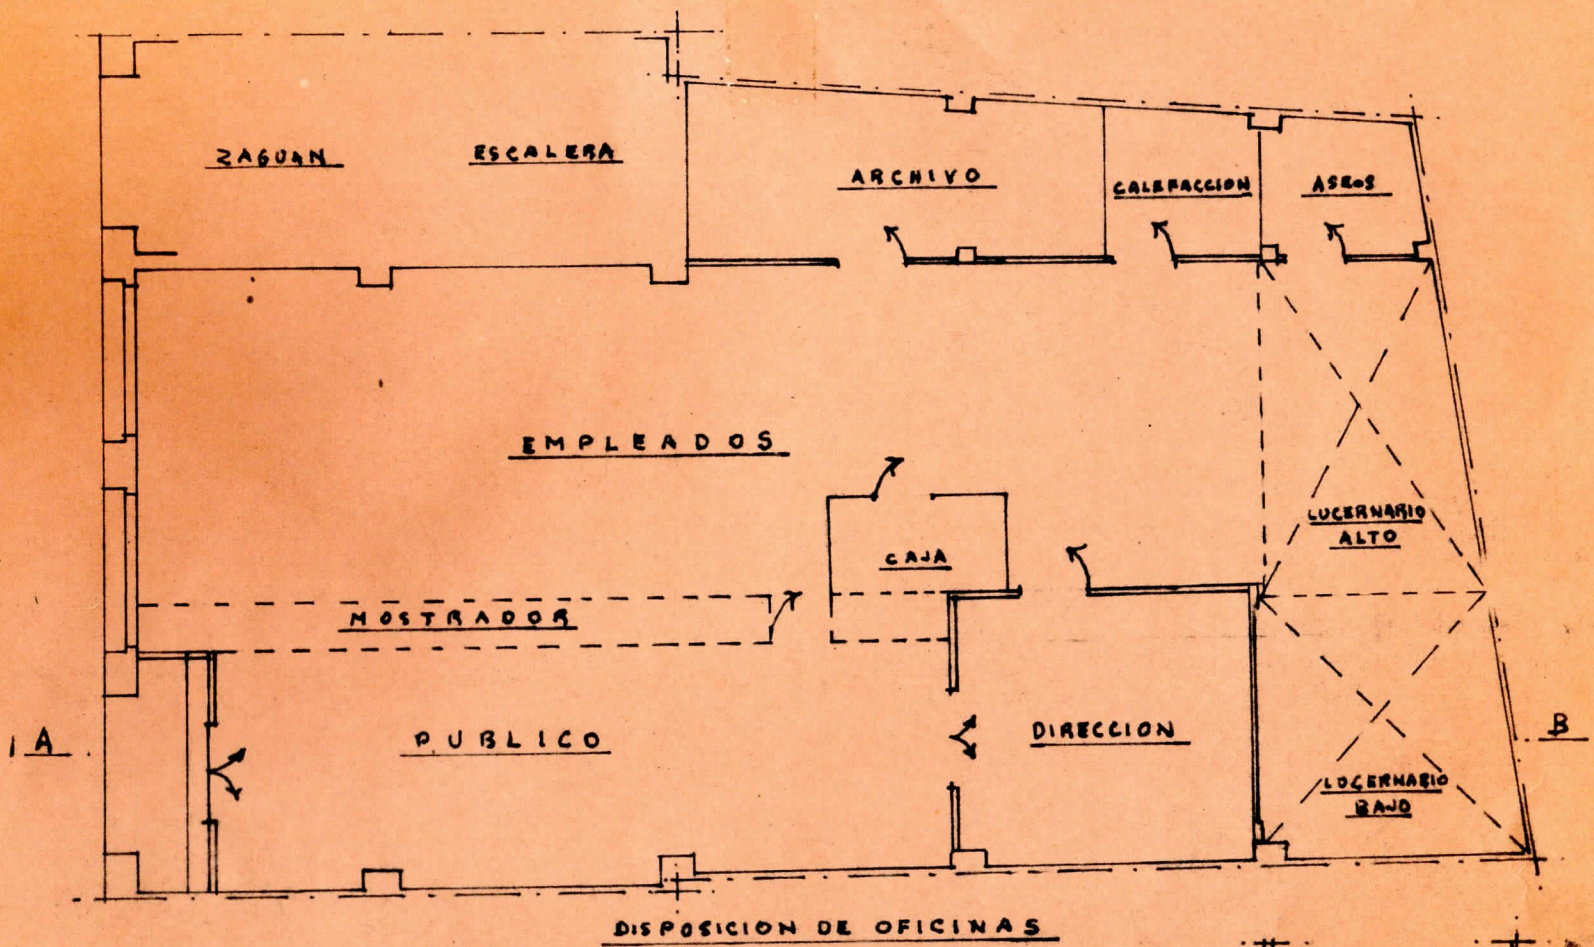 ZAGUAN
ESCALERA
ARCHIVO
CALEFACCION
ASEOS
EMPLEADOS
LUCERNARIO
ALTO
CAJA
MOSTRADOR
A
PUBLICO
DIRECCION
B
LUCERNARIO
BAJO
DISPOSICION DE OFICINAS